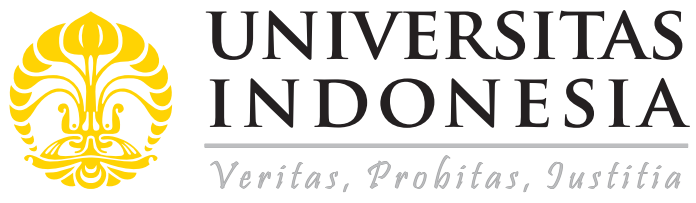 UNIVERSITAS
INDONESIA
Veritas, Probitas, Iustitia